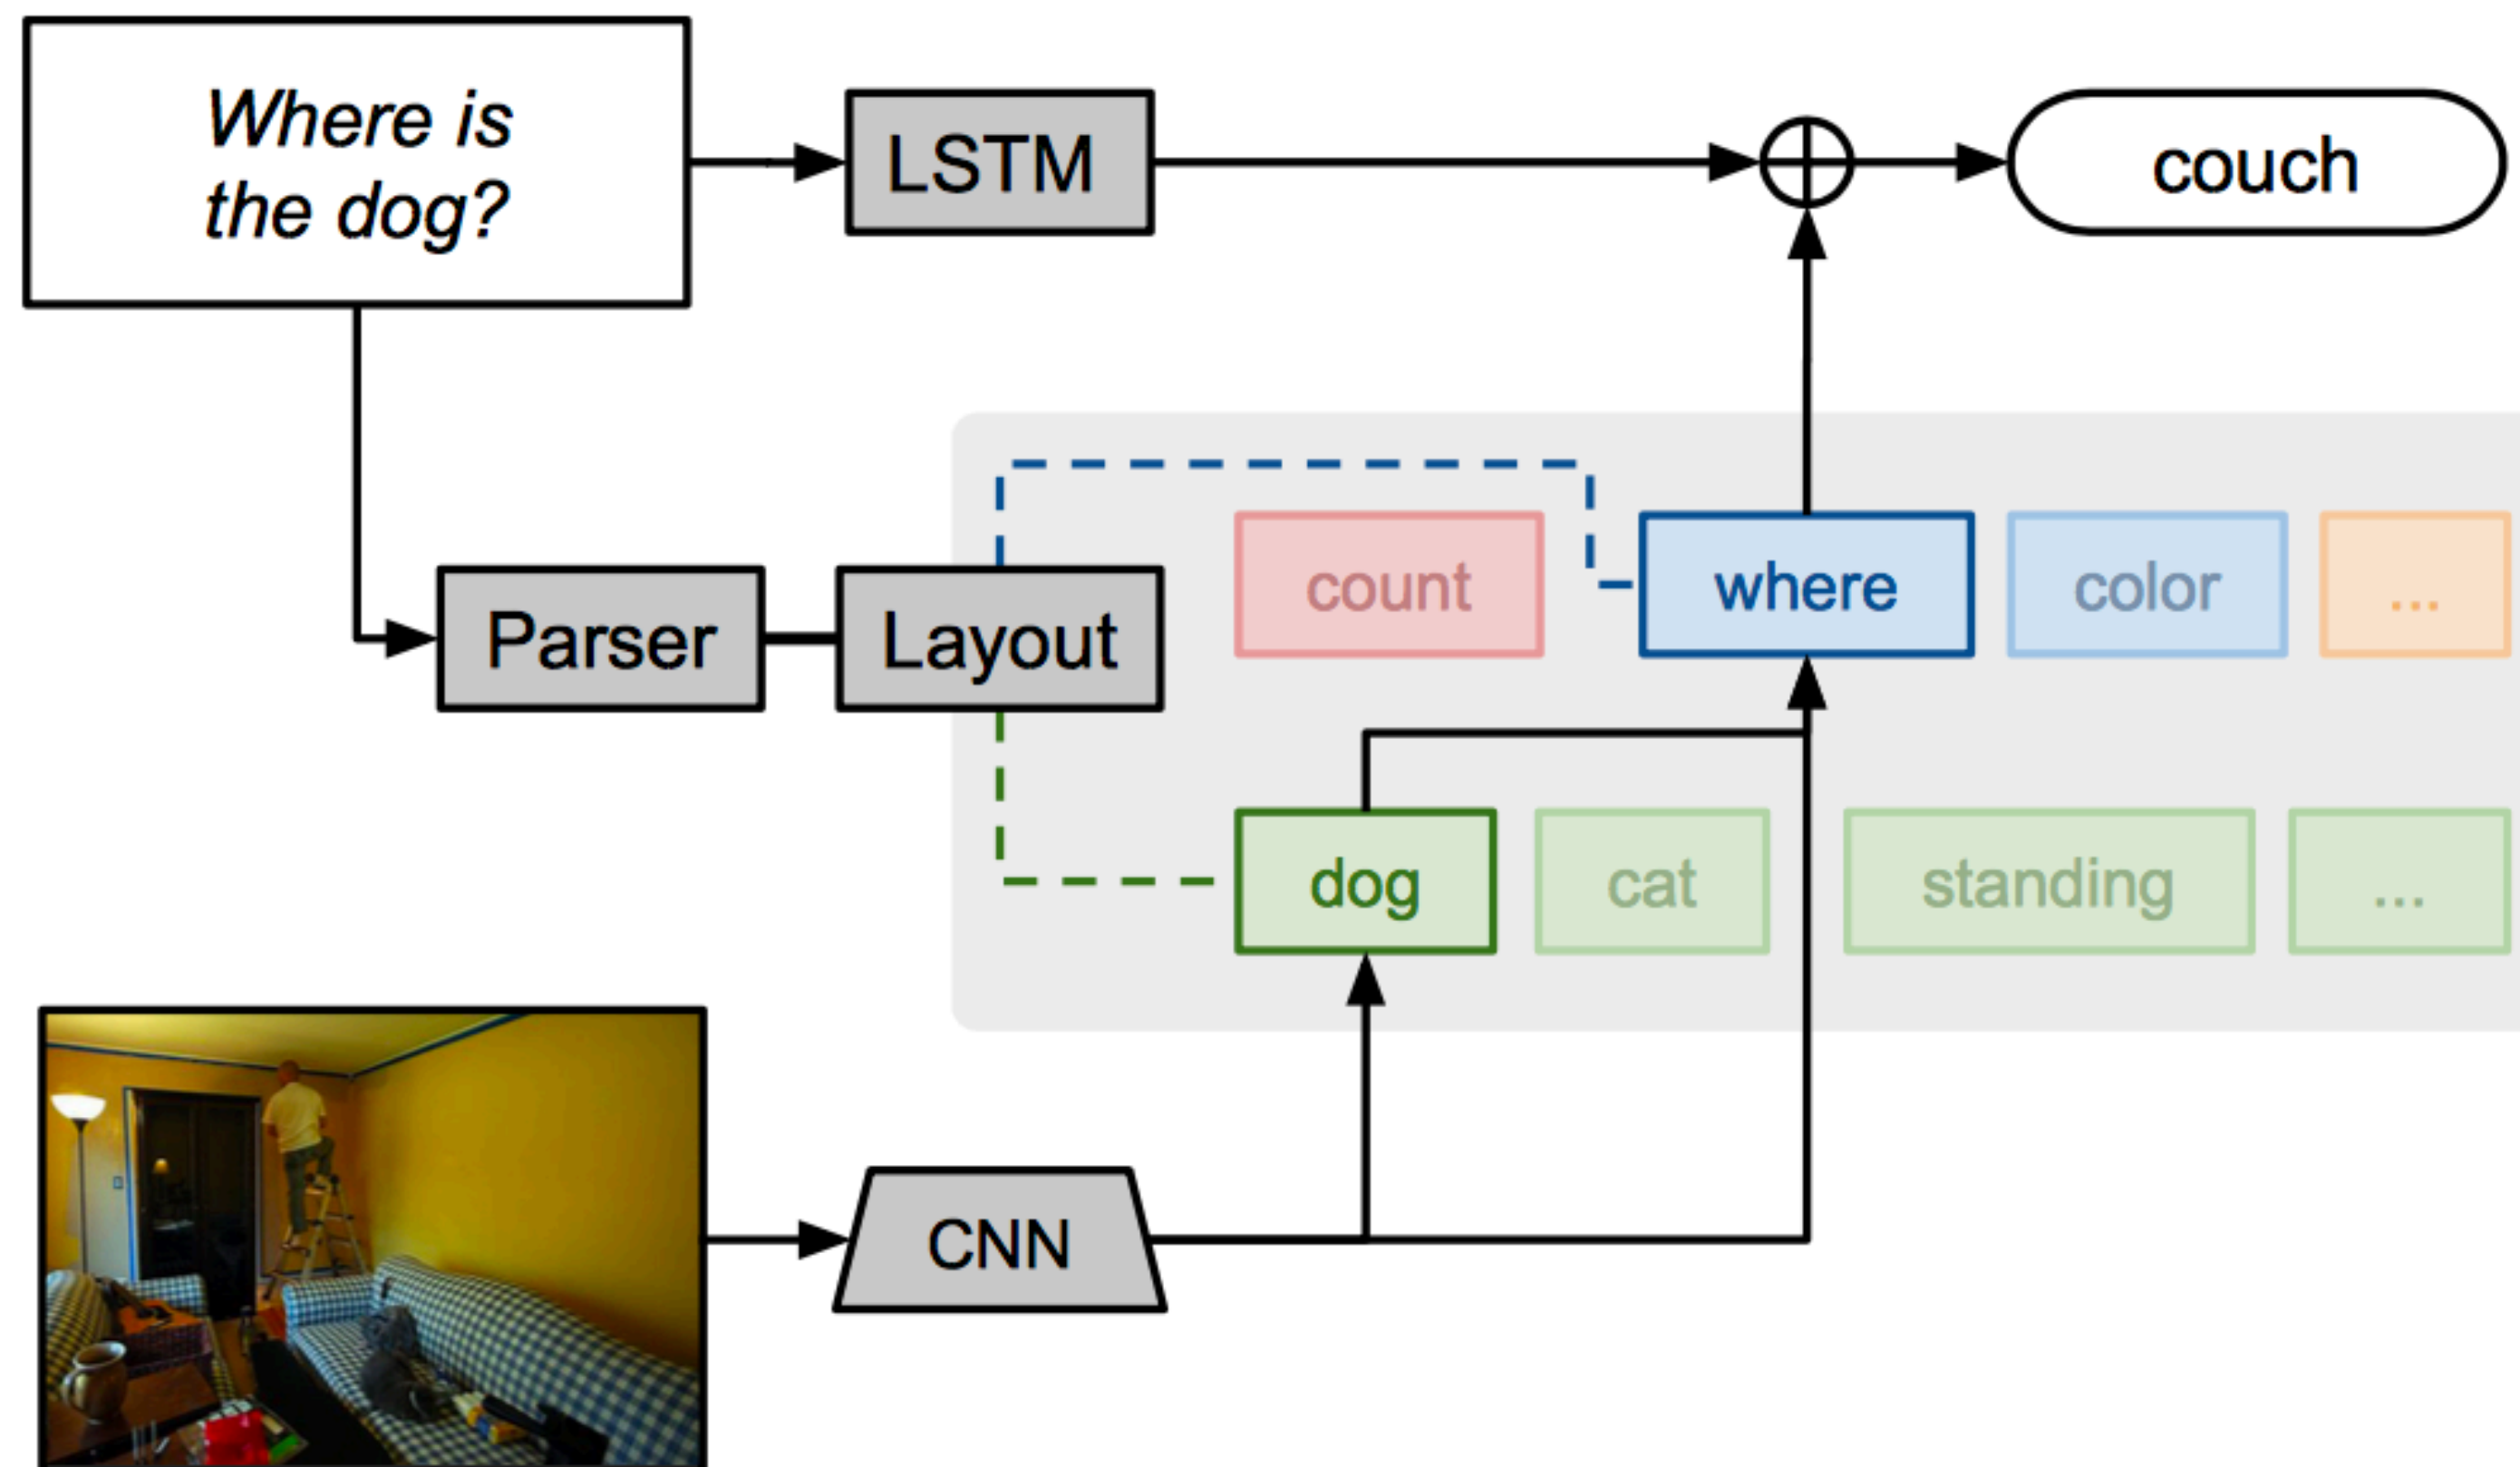 Where is
the dog?
LSTM
couch
count
where
color
...
Parser
Layout
dog
cat
standing
...
CNN